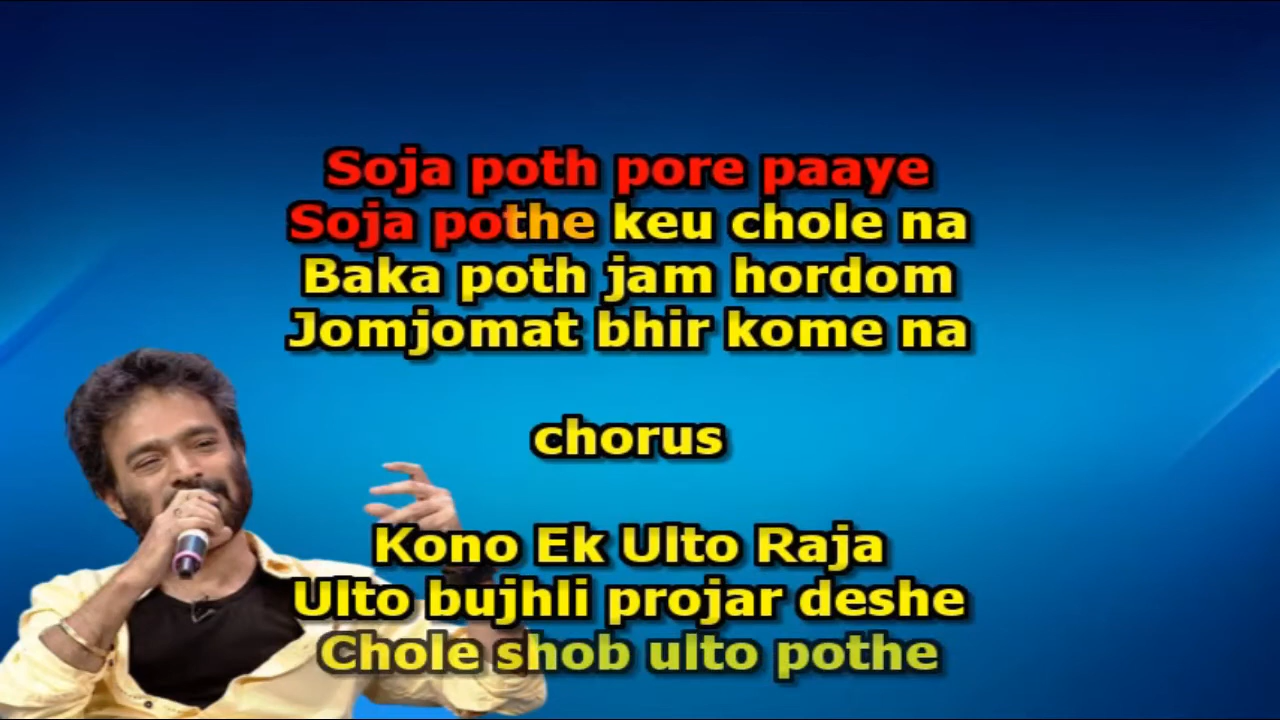 Soja poth pore paaye
Soja pothe keu chole na
Baka poth jam hordom
Jomjomat bhir kome na
chorus
Kono Ek Ulto Raja
Ulto bujhli projar deshe
Chole shob ulto pothe